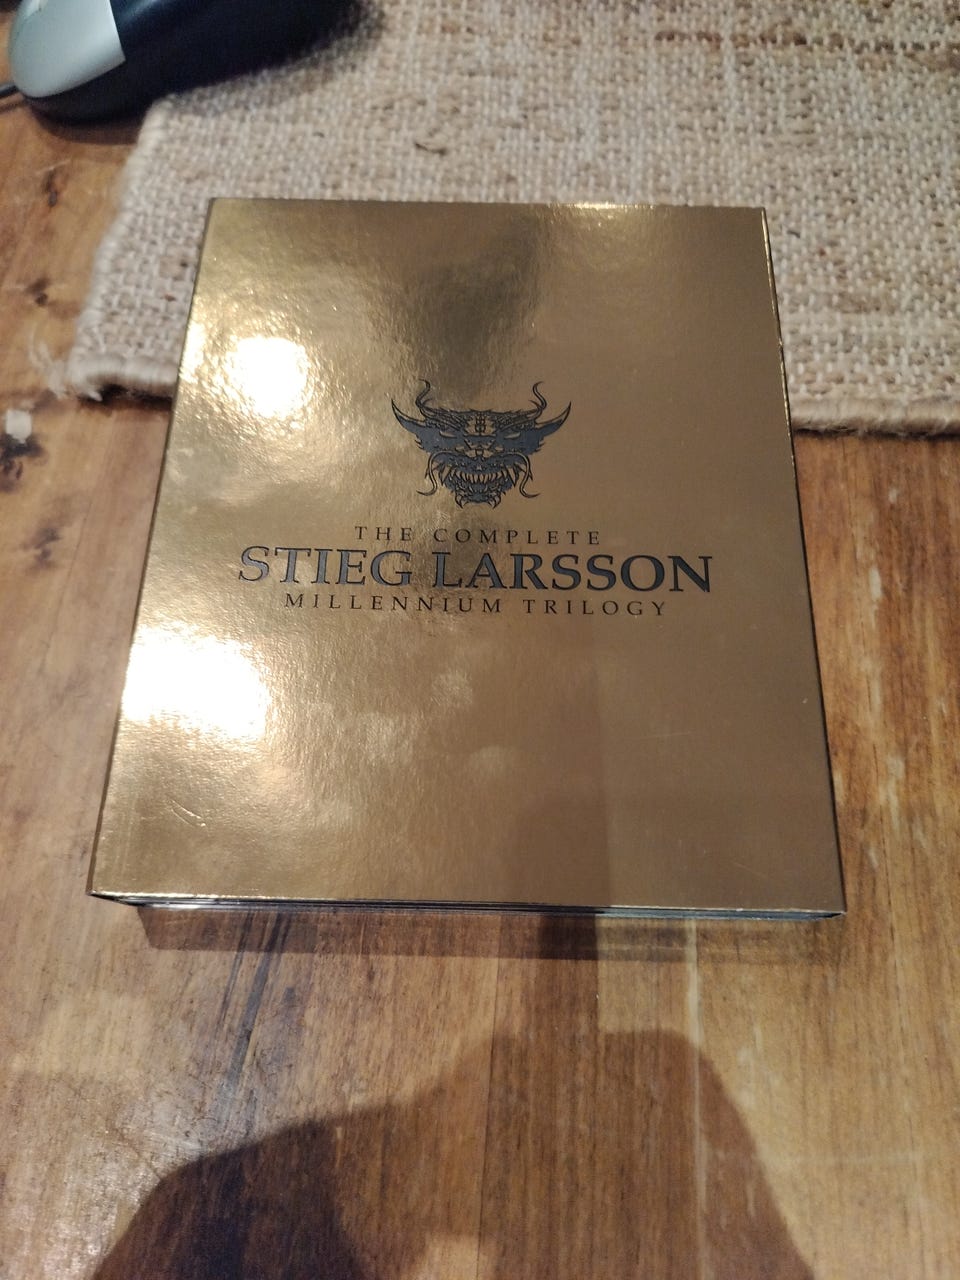 THE COMPLETE
STIEG LARSSON
MILLENNIUM TRILOGY